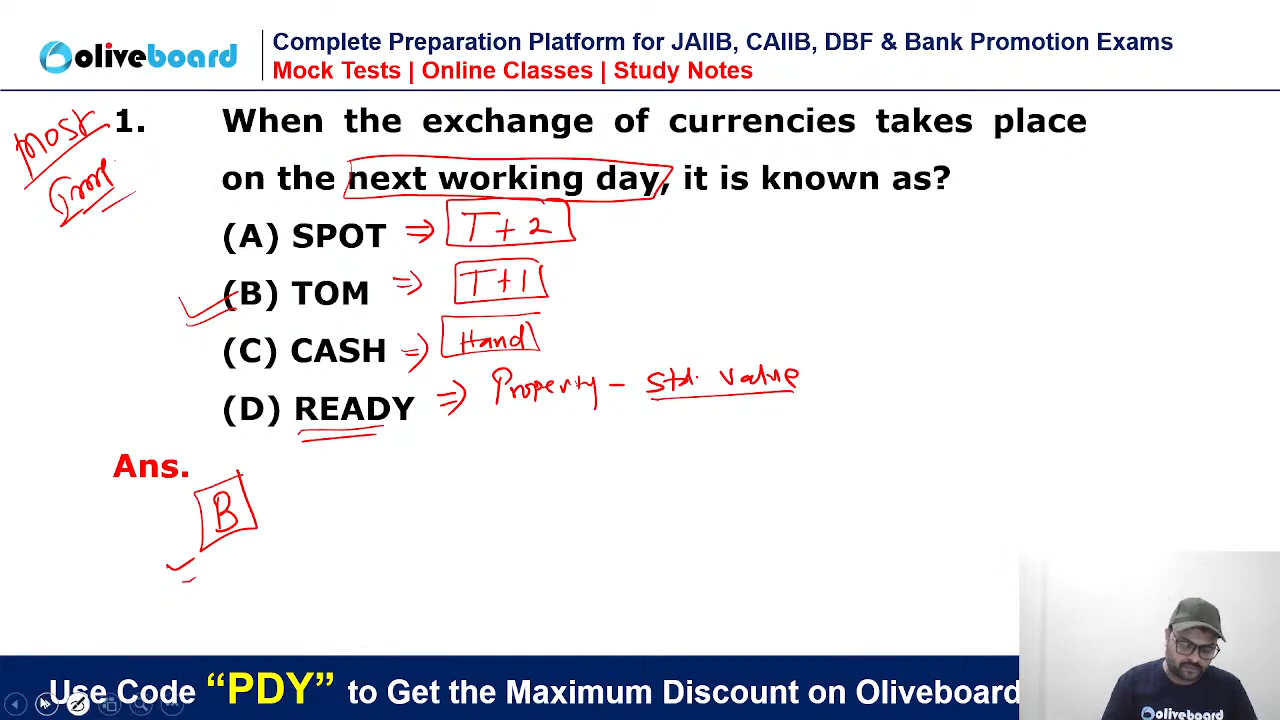 oliveboard
Complete Preparation Platform for JAIIB, CAIIB, DBF & Bank Promotion Exams
Mock Tests | Online Classes | Study Notes
Most
1. When the exchange of currencies takes place
on the next working day, it is known as?
(A) SPOT ⇒ T+2
(B) TOM ⇒ T+1
(C) CASH ⇒ Hand
(D) READY ⇒ Property - Std. value
Ans.
B
oliveboard
Use Code “PDY” to Get the Maximum Discount on Oliveboard